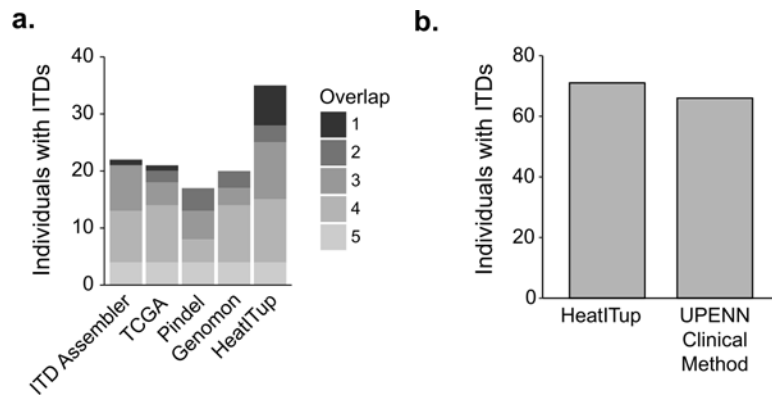 a.
Individuals with ITDs
40
30
20
10
0
ITD Assembler
TCGA
Pindel
Genomon
HeatITup
Overlap
1
2
3
4
5
b.
Individuals with ITDs
80
60
40
20
0
HeatITup
UPENN
Clinical
Method